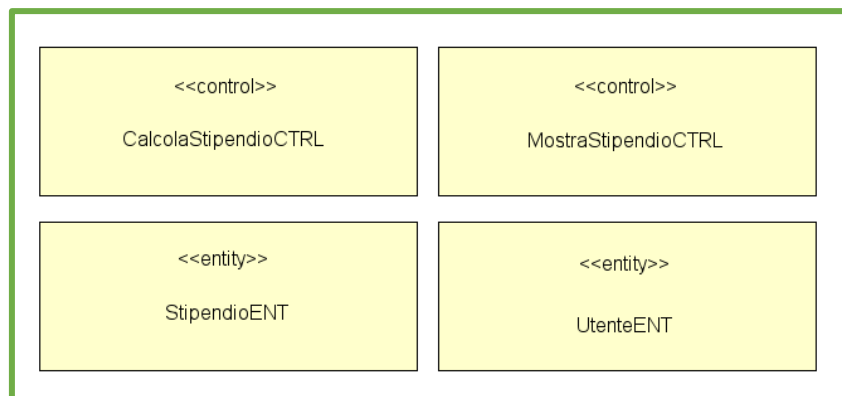 <<control>>
CalcolaStipendioCTRL
<<control>>
MostraStipendioCTRL
<<entity>>
StipendioENT
<<entity>>
UtenteENT